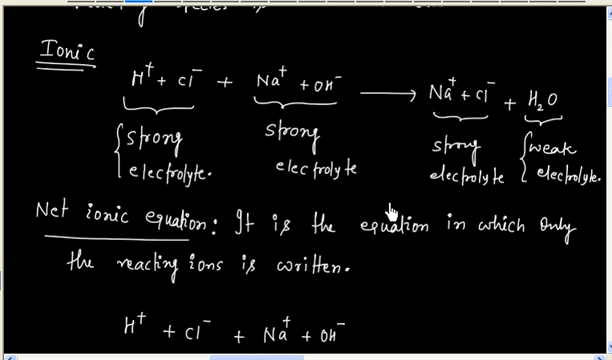 Ionic
H⁺ + Cl⁻ + Na⁺ + OH⁻ ⟶ Na⁺ + Cl⁻ + H₂O
strong strong strong weak
electrolyte. electrolyte electrolyte electrolyte.
Net ionic equation: It is the equation in which only
the reacting ions is written.
H⁺ + Cl⁻ + Na⁺ + OH⁻